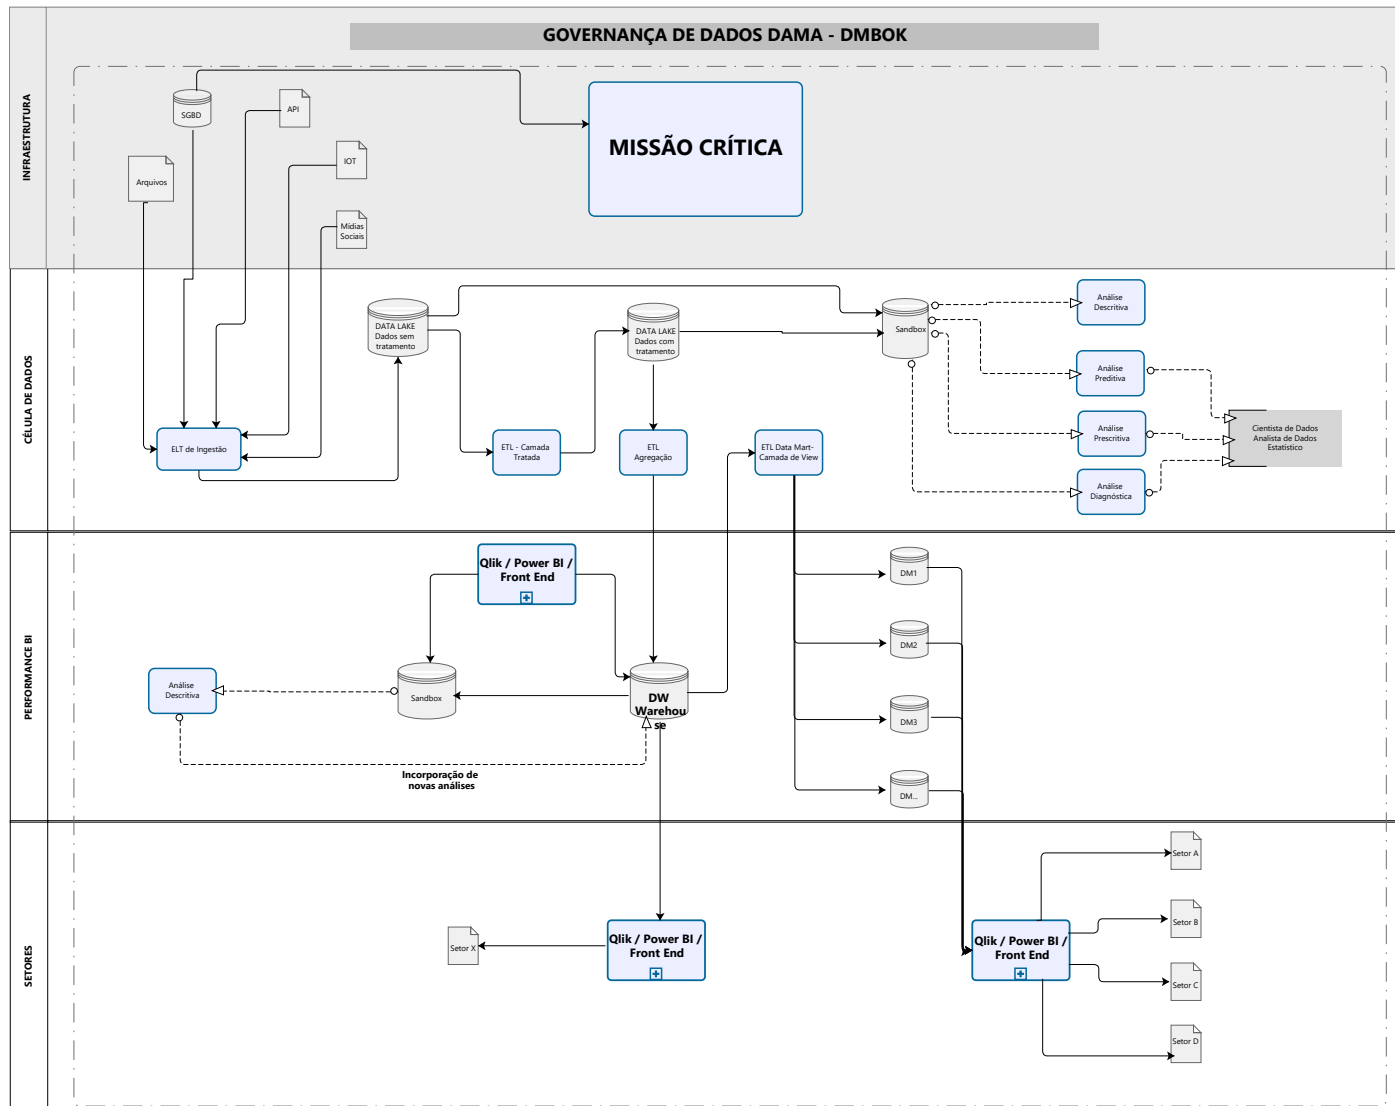 GOVERNANÇA DE DADOS DAMA - DMBOK
INFRAESTRUTURA
SGBD
API
MISSÃO CRÍTICA
IOT
Arquivos
Mídias
Sociais
CÉLULA DE DADOS
DATA LAKE
Dados sem
tratamento
DATA LAKE
Dados com
tratamento
Sandbox
Análise
Descritiva
Análise
Preditiva
Análise
Prescritiva
Análise
Diagnóstica
Cientista de Dados
Analista de Dados
Estatistico
ELT de Ingestão
ETL - Camada
Tratada
ETL
Agregação
ETL Data Mart-
Camada de View
PERFORMANCE BI
Qlik / Power BI /
Front End
DM1
DM2
DM3
DM...
Análise
Descritiva
Sandbox
DW
Warehou
se
Incorporação de
novas análises
SETORES
Setor X
Qlik / Power BI /
Front End
Qlik / Power BI /
Front End
Setor A
Setor B
Setor C
Setor D